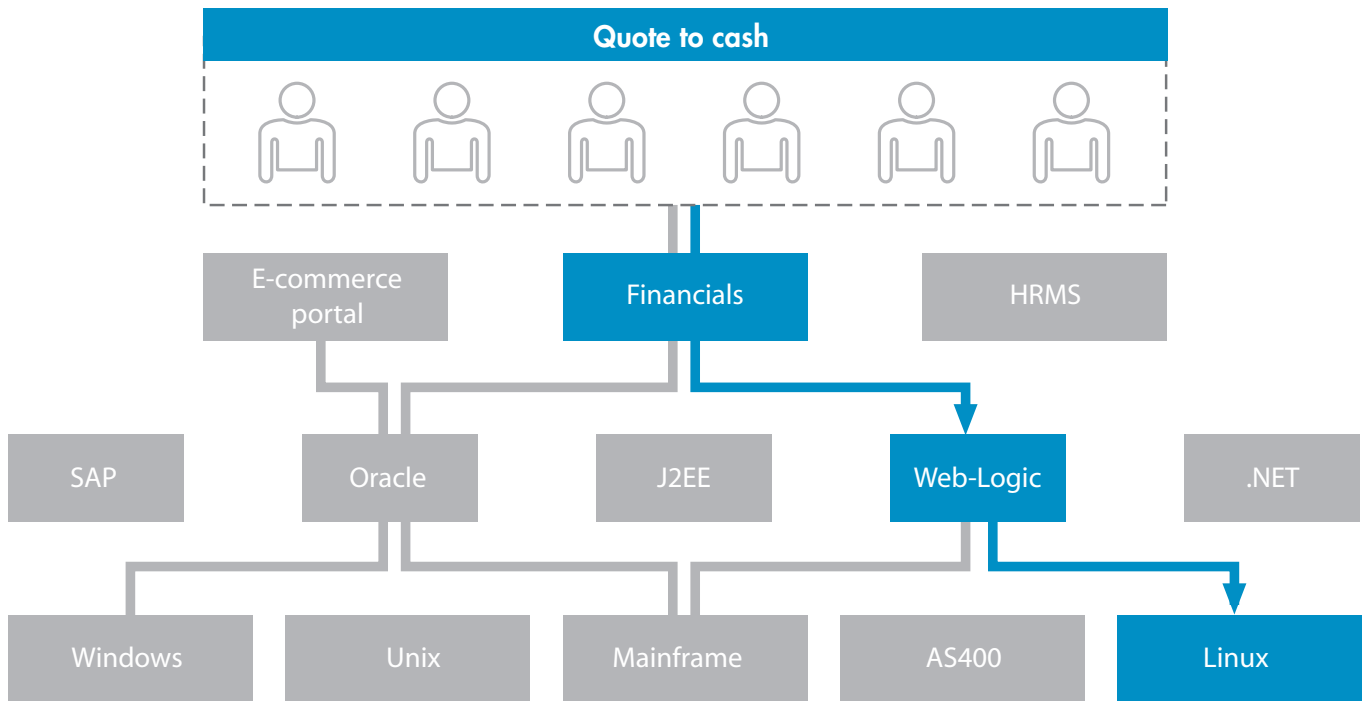 Quote to cash
E-commerce
portal
Financials
HRMS
SAP
Oracle
J2EE
Web-Logic
.NET
Windows
Unix
Mainframe
AS400
Linux